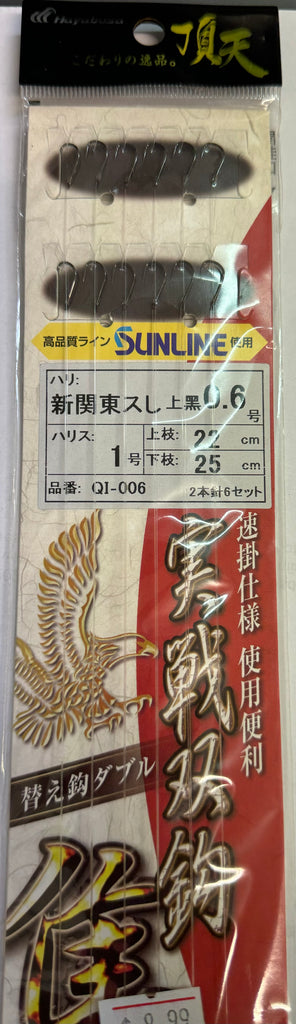 Hayabusa
頂天
こだわりの逸品。
高品質ライン SUNLINE 使用
ハリ:
新関東スレ 上黒 0.6 号
ハリス: 1 号
上枝: 22 cm
下枝: 25 cm
品番: QI-006 2本針6セット
速掛仕様 使用便利
実戦双鈎
替え鈎ダブル
隼